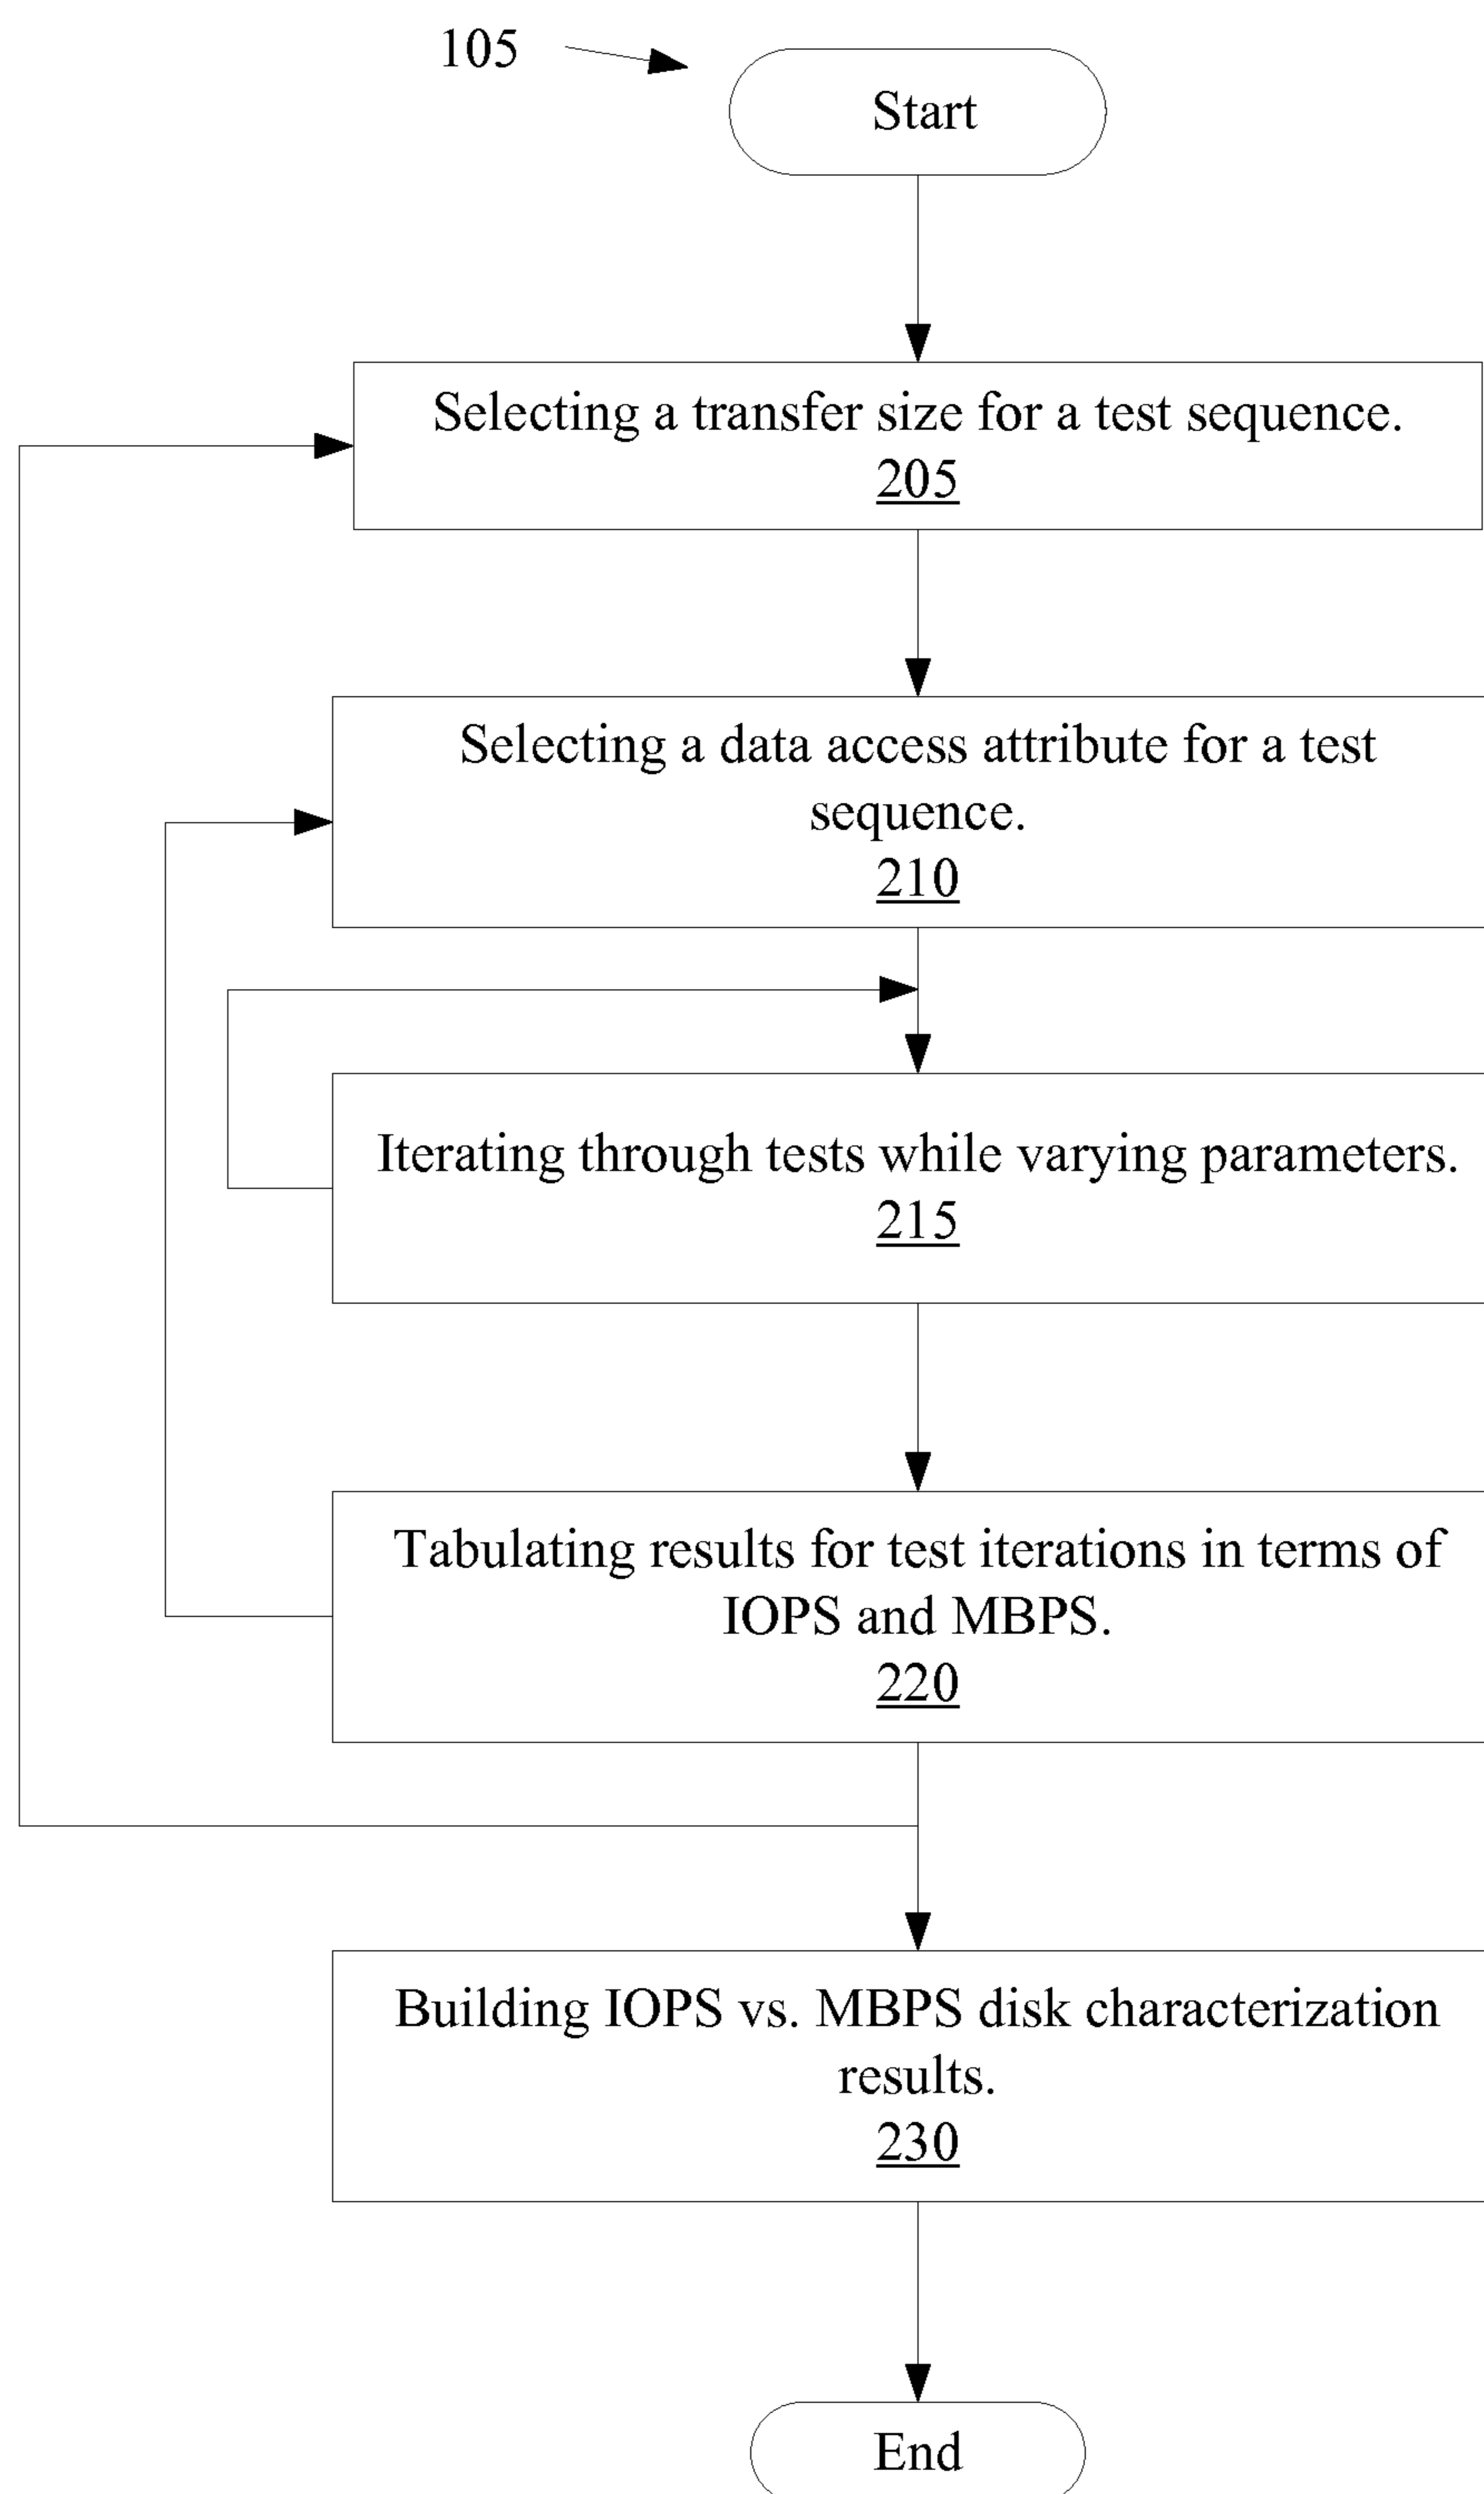 105
Start
Selecting a transfer size for a test sequence.
205
Selecting a data access attribute for a test
sequence.
210
Iterating through tests while varying parameters.
215
Tabulating results for test iterations in terms of
IOPS and MBPS.
220
Building IOPS vs. MBPS disk characterization
results.
230
End